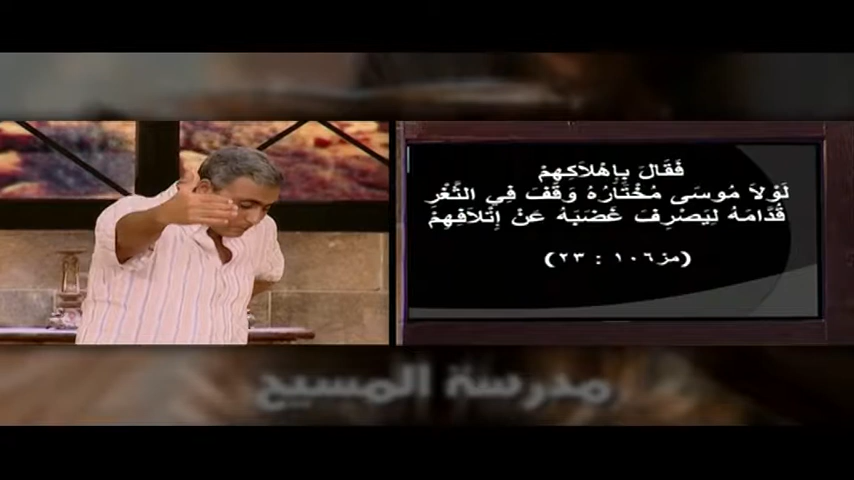 فَقَالَ بِإِهْلاَكِهِمْ
لَوْلاَ مُوسَى مُخْتَارُهُ وَقَفَ فِي الثَّغْرِ
قُدَّامَهُ لِيَصْرِفَ غَضَبَهُ عَنْ إِتْلاَفِهِمْ
(مز١٠٦ : ٢٣)
مدرسة المسيح